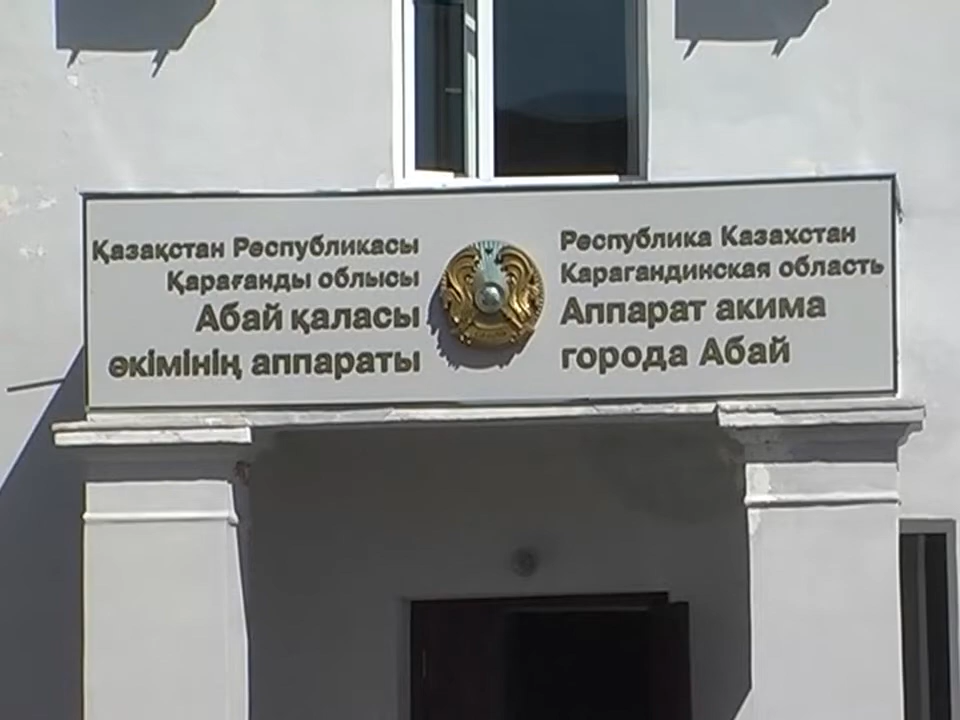 Қазақстан Республикасы
Қарағанды облысы
Абай қаласы
әкімінің аппараты
Республика Казахстан
Карагандинская область
Аппарат акима
города Абай